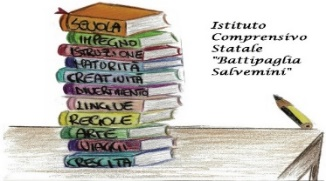 SCUOLA
IMPEGNO
ISTRUZIONE
MATURITÀ
CREATIVITÀ
DIVERTIMENTO
LINGUE
REGOLE
ARTE
VIAGGI
CRESCITA
Istituto
Comprensivo
Statale
"Battipaglia
Salvemini"